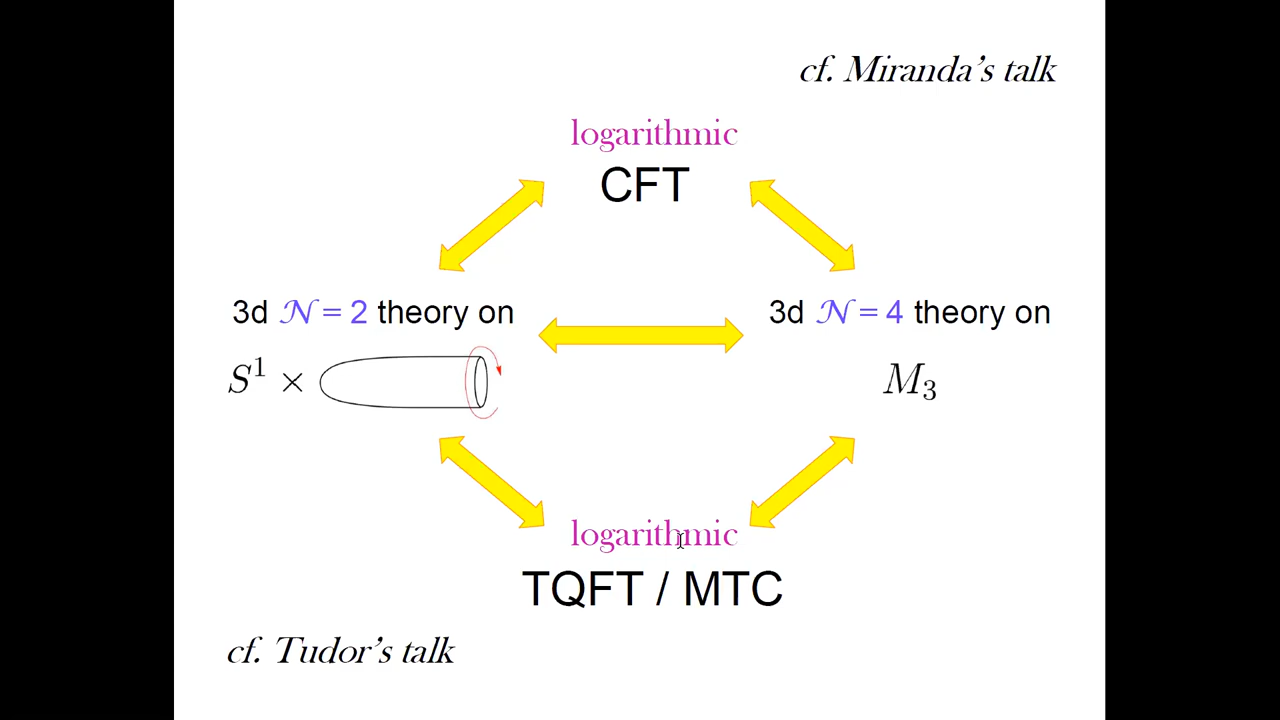 cf. Miranda's talk
logarithmic
CFT
3d 𝒩 = 2 theory on
3d 𝒩 = 4 theory on
S¹ ×
M₃
logarithmic
TQFT / MTC
cf. Tudor's talk